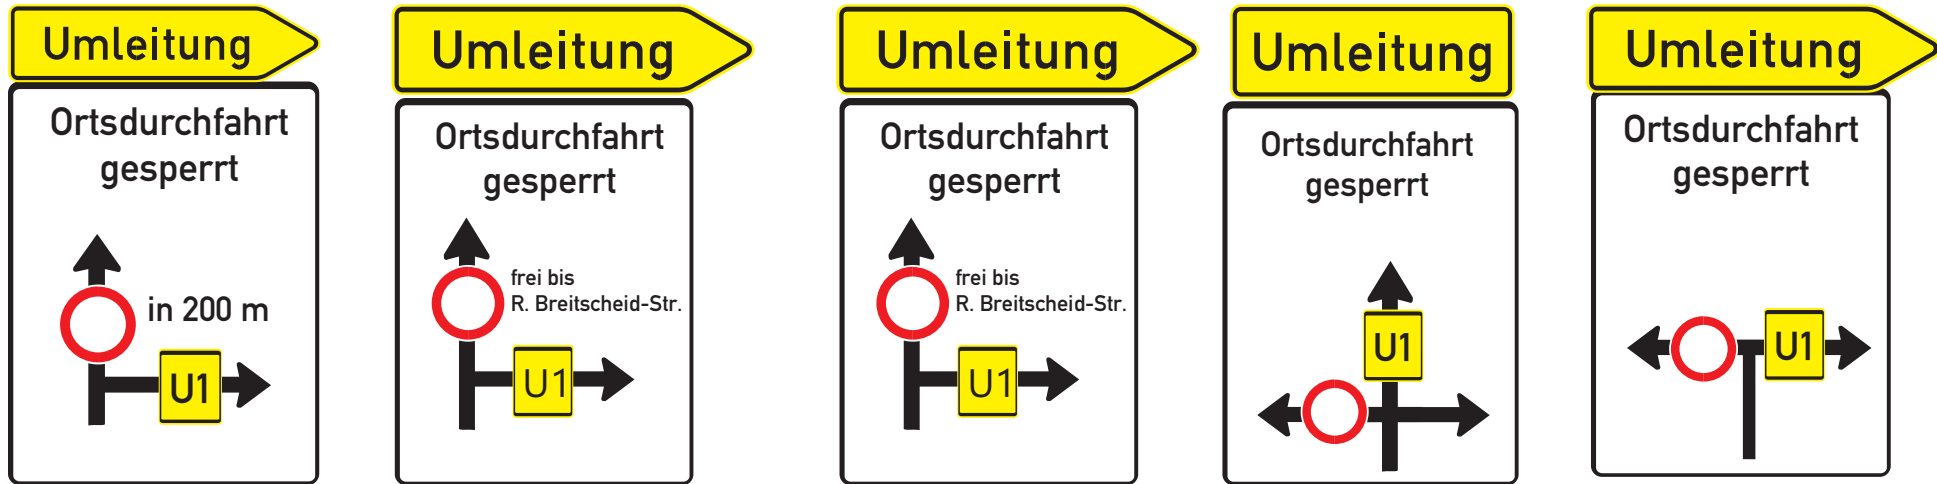 Umleitung
Ortsdurchfahrt
gesperrt
in 200 m
U1
Umleitung
Ortsdurchfahrt
gesperrt
frei bis
R. Breitscheid-Str.
U1
Umleitung
Ortsdurchfahrt
gesperrt
frei bis
R. Breitscheid-Str.
U1
Umleitung
Ortsdurchfahrt
gesperrt
U1
Umleitung
Ortsdurchfahrt
gesperrt
U1